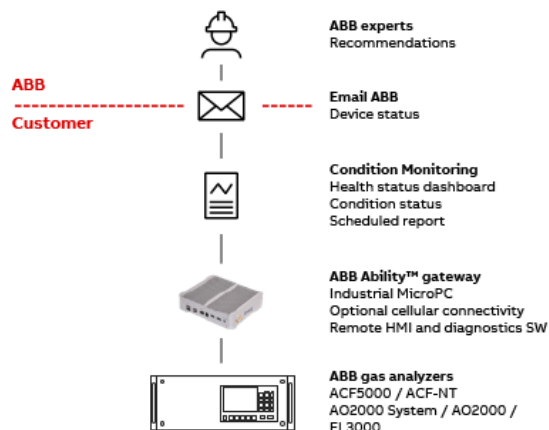 ABB experts
Recommendations
ABB
Customer
Email ABB
Device status
Condition Monitoring
Health status dashboard
Condition status
Scheduled report
ABB Ability™ gateway
Industrial MicroPC
Optional cellular connectivity
Remote HMI and diagnostics SW
ABB gas analyzers
ACF5000 / ACF-NT
AO2000 System / AO2000 /
EL3000